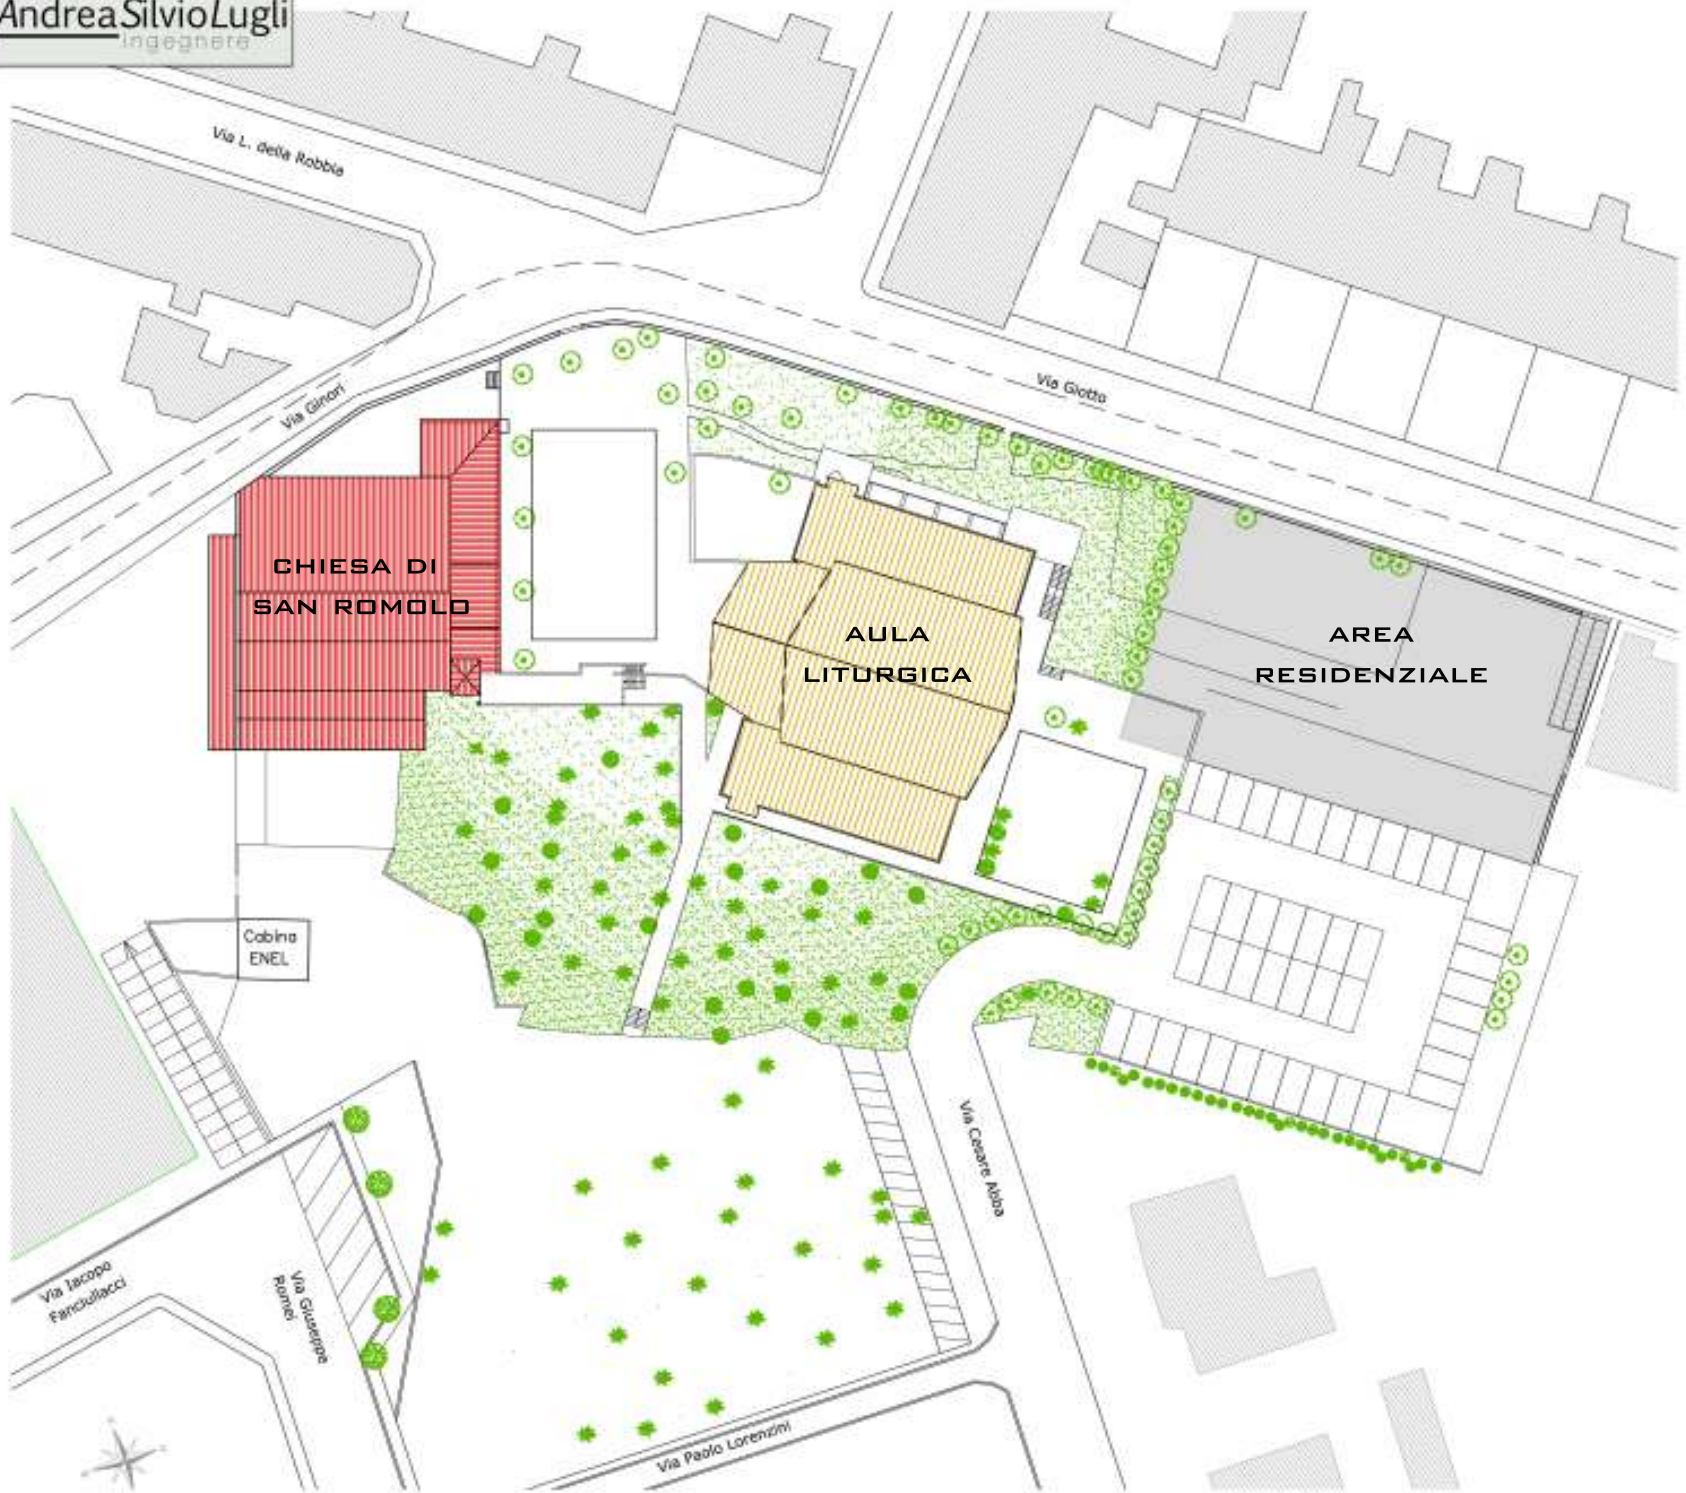 AndreaSilvioLugli
Ingegnere
Via L. della Robbia
Via Ginori
Via Giotto
CHIESA DI
SAN ROMOLO
AULA
LITURGICA
AREA
RESIDENZIALE
Cabina
ENEL
Via Cesare Abba
Via Iacopo
Fanciullacci
Via Giuseppe
Romei
Via Paolo Lorenzini